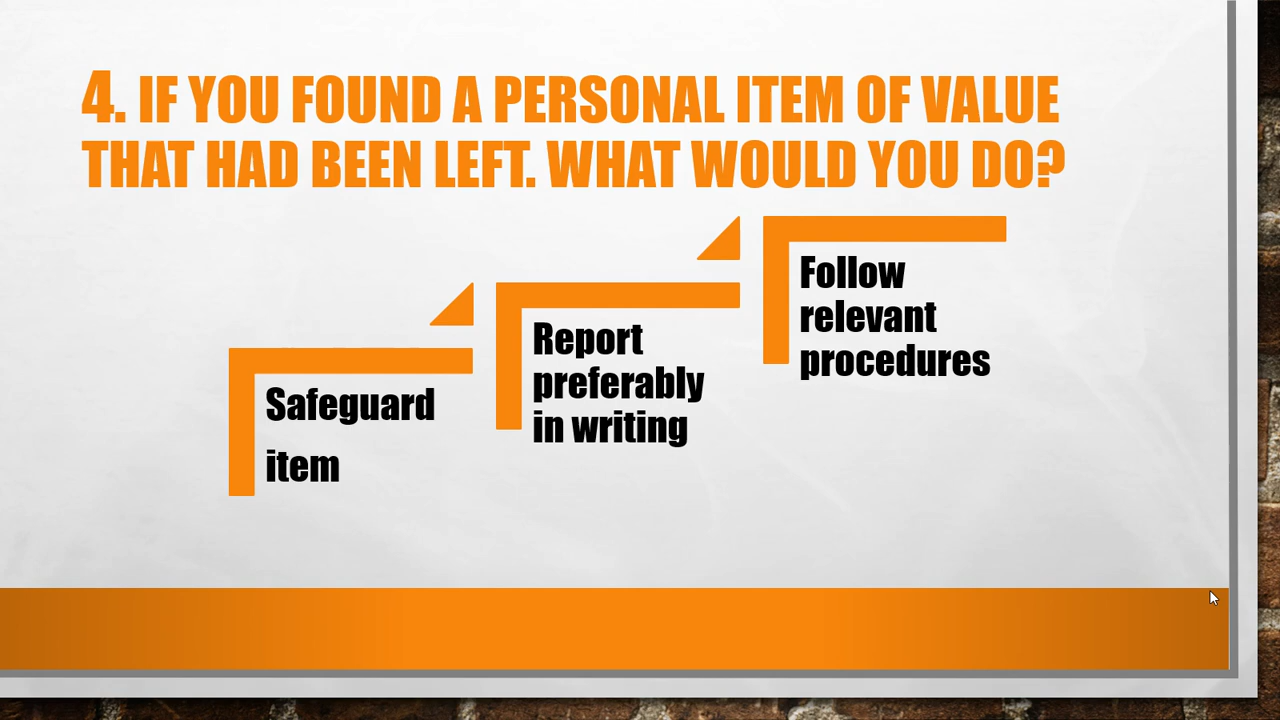 4. IF YOU FOUND A PERSONAL ITEM OF VALUE
THAT HAD BEEN LEFT. WHAT WOULD YOU DO?
Safeguard
item
Report
preferably
in writing
Follow
relevant
procedures